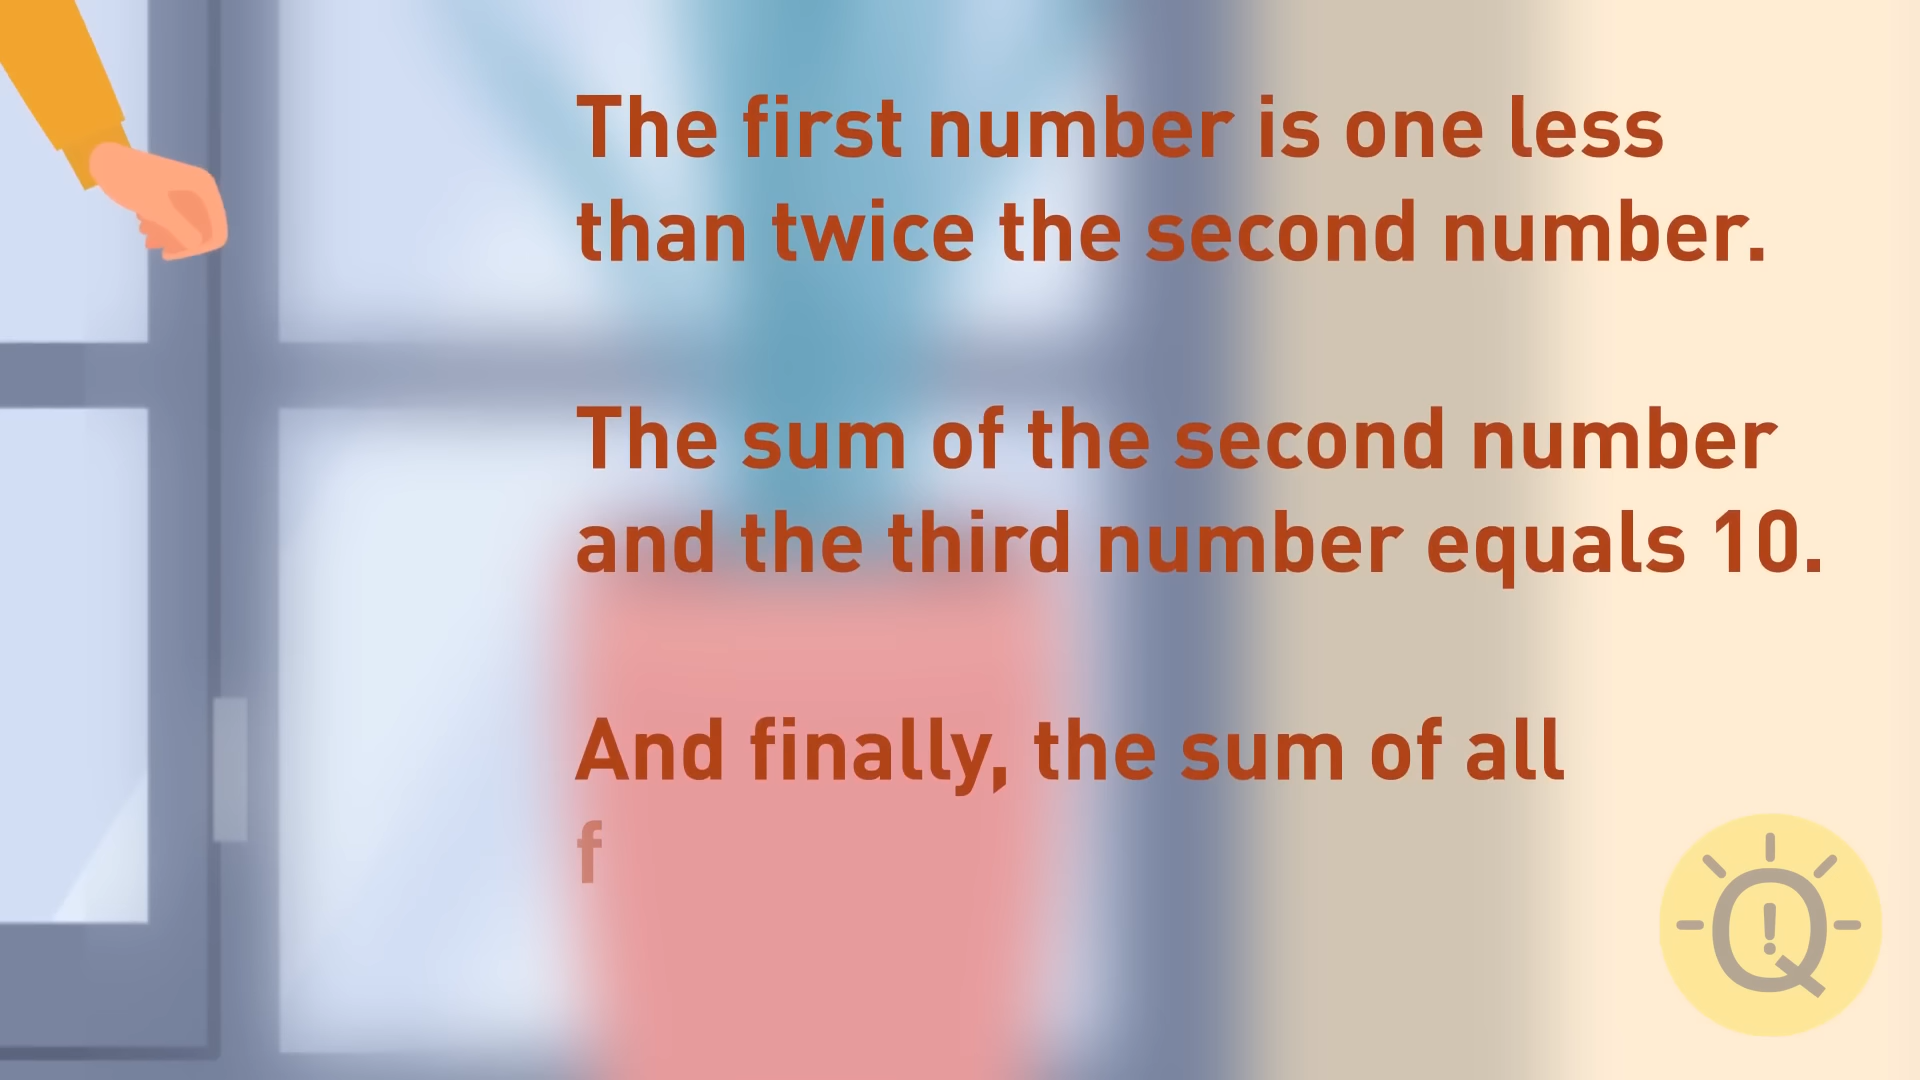 The first number is one less
than twice the second number.
The sum of the second number
and the third number equals 10.
And finally, the sum of all
f
Q!